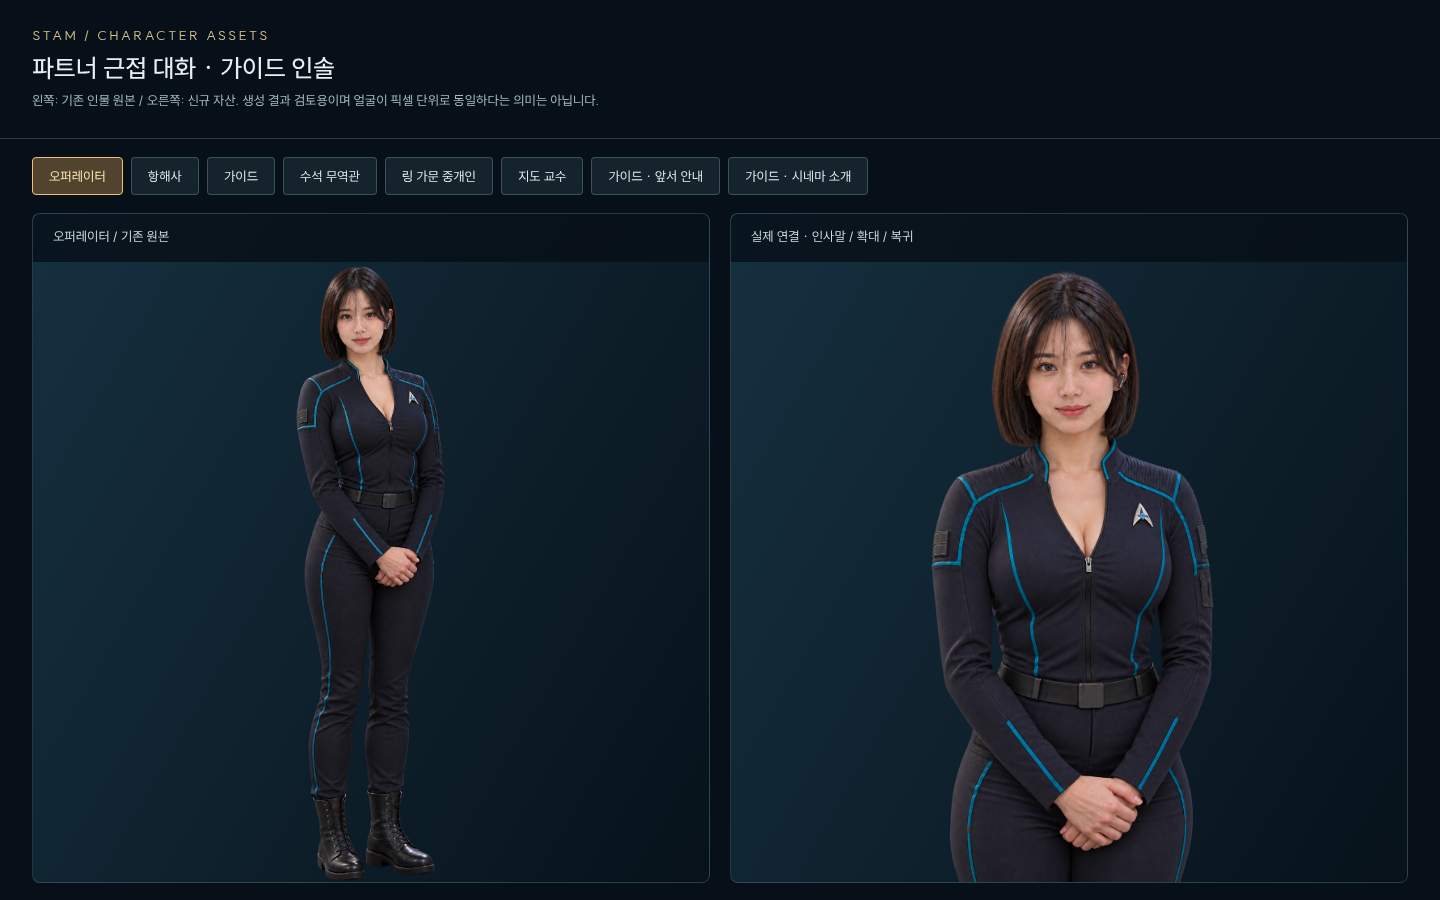 STAM / CHARACTER ASSETS
파트너 근접 대화 · 가이드 인솔
왼쪽: 기존 인물 원본 / 오른쪽: 신규 자산. 생성 결과 검토용이며 얼굴이 픽셀 단위로 동일하다는 의미는 아닙니다.
오퍼레이터
항해사
가이드
수석 무역관
링 가문 중개인
지도 교수
가이드 · 앞서 안내
가이드 · 시네마 소개
오퍼레이터 / 기존 원본
실제 연결 · 인사말 / 확대 / 복귀